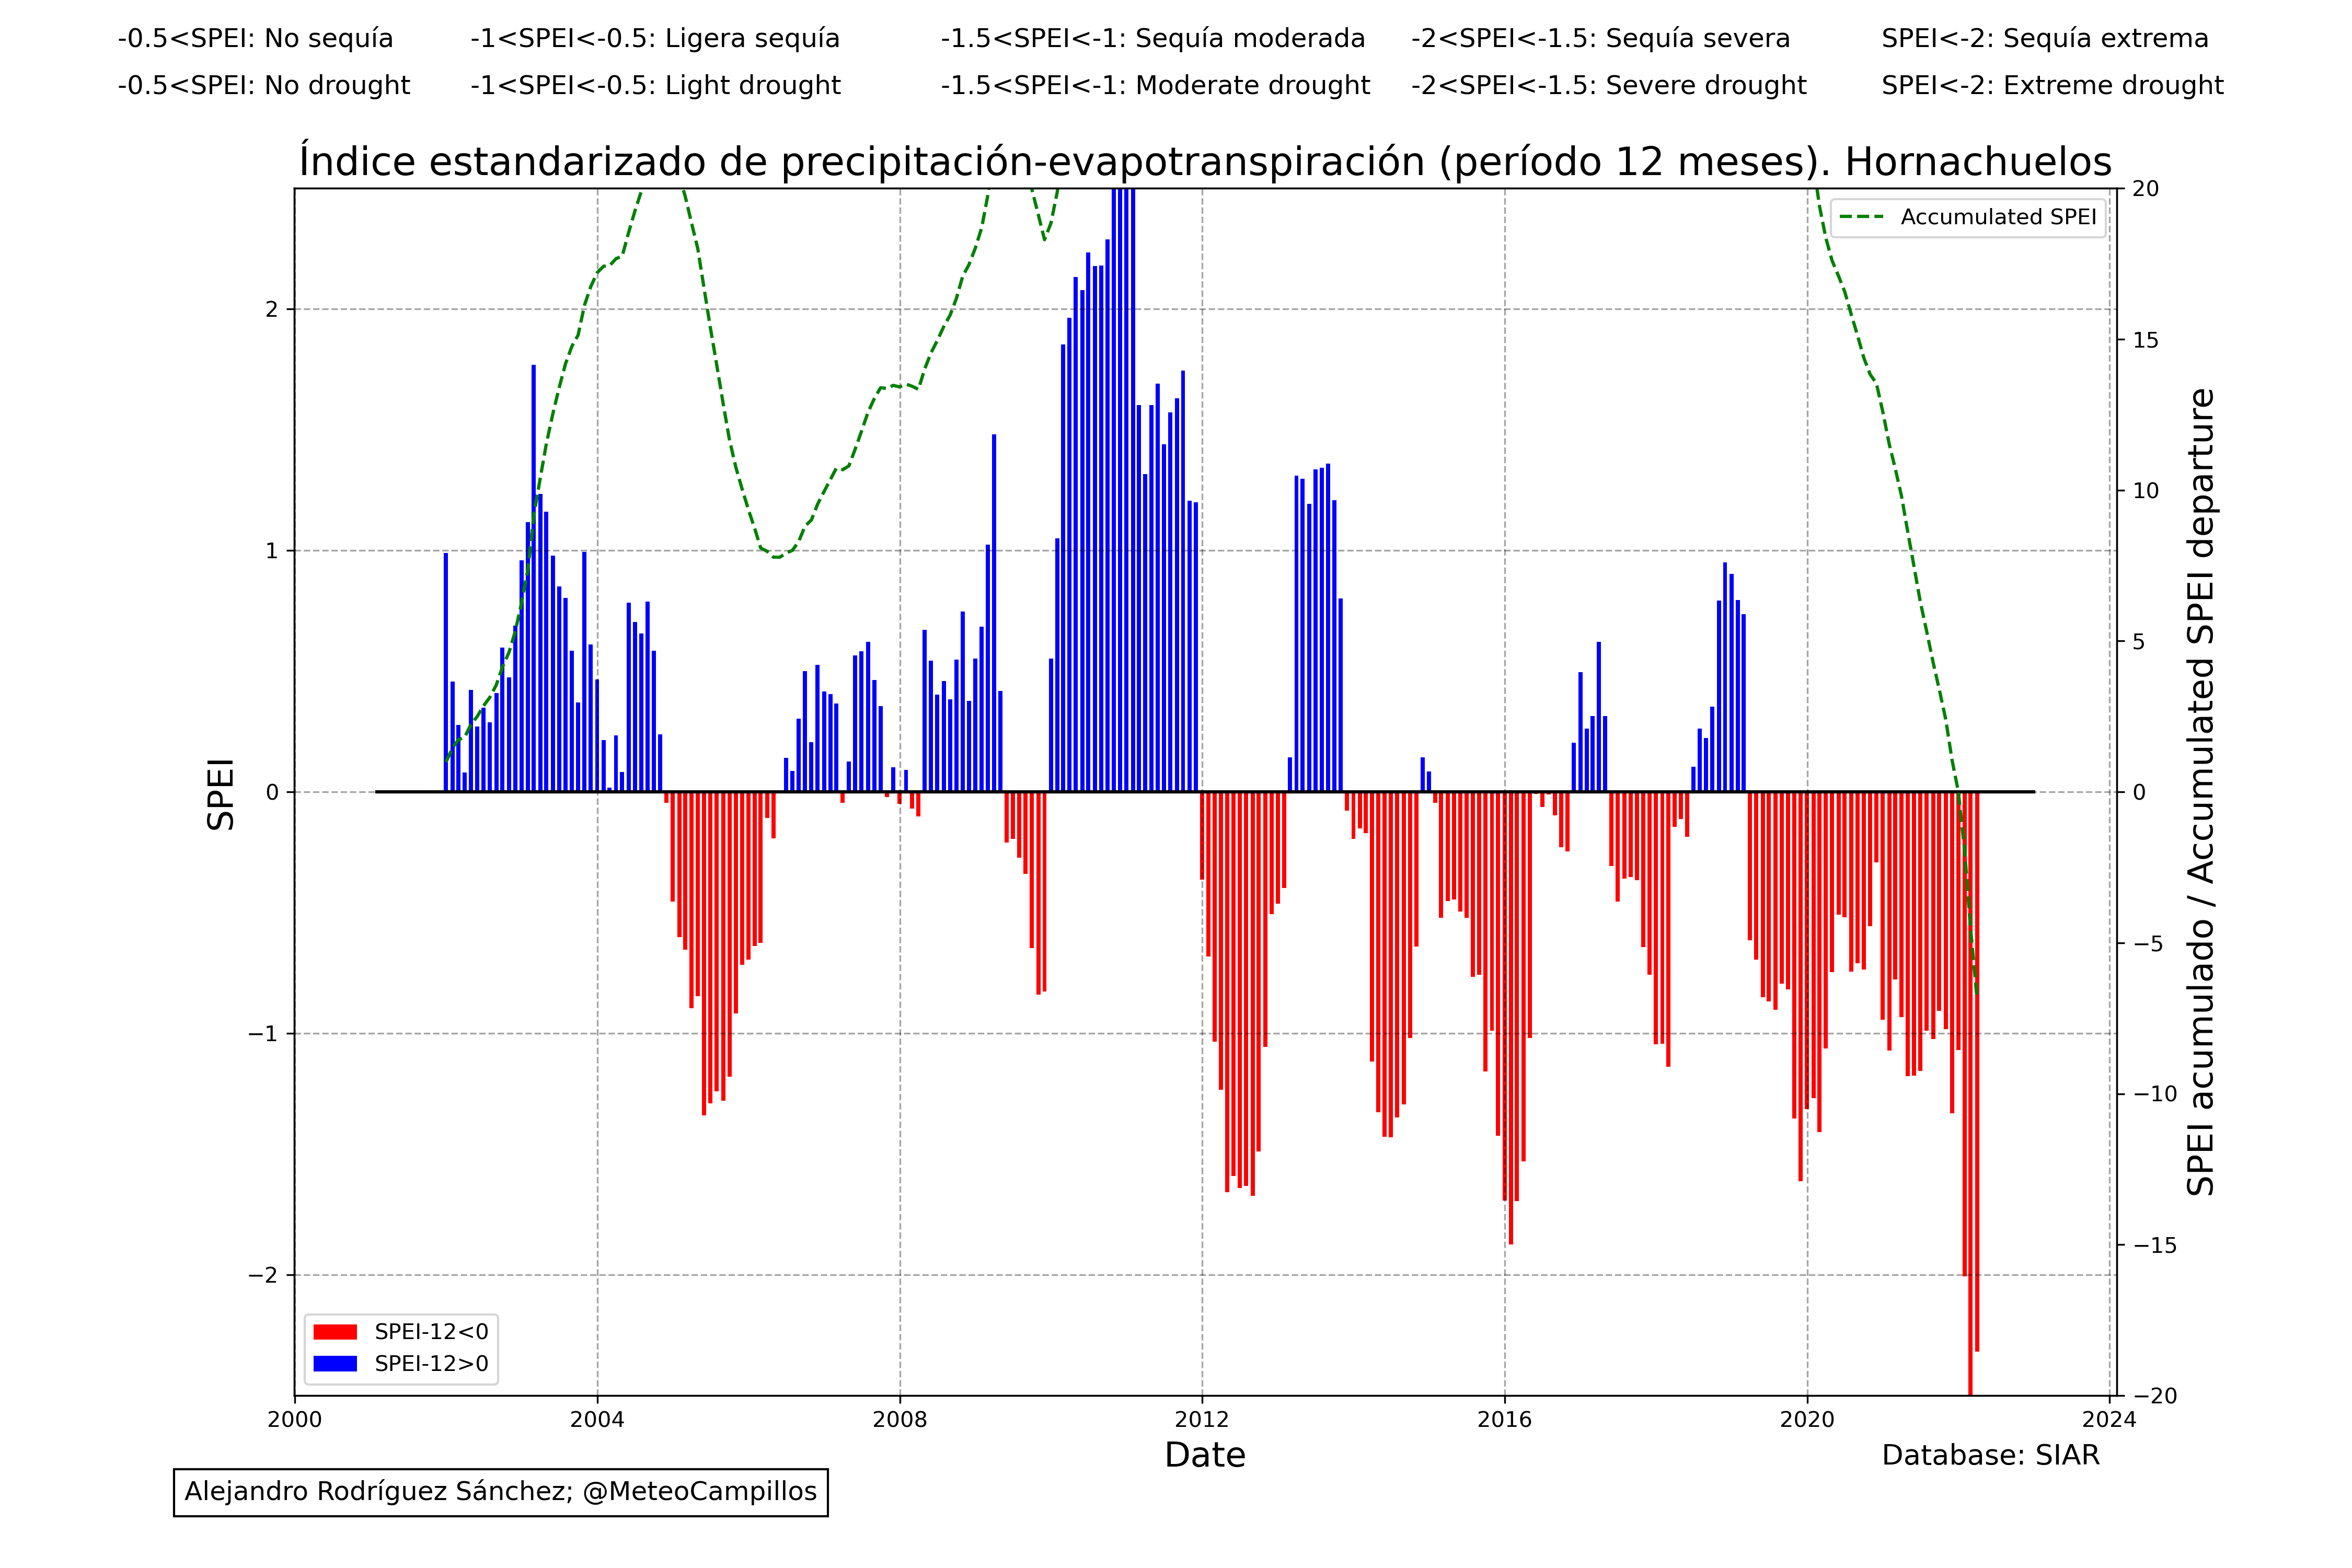 -0.5<SPEI: No sequía
-1<SPEI<-0.5: Ligera sequía
-1.5<SPEI<-1: Sequía moderada
-2<SPEI<-1.5: Sequía severa
SPEI<-2: Sequía extrema
-0.5<SPEI: No drought
-1<SPEI<-0.5: Light drought
-1.5<SPEI<-1: Moderate drought
-2<SPEI<-1.5: Severe drought
SPEI<-2: Extreme drought
Índice estandarizado de precipitación-evapotranspiración (período 12 meses). Hornachuelos
Accumulated SPEI
SPEI
2
1
0
−1
−2
20
15
10
5
0
−5
−10
−15
−20
SPEI acumulado / Accumulated SPEI departure
SPEI-12<0
SPEI-12>0
2000
2004
2008
2012
2016
2020
2024
Date
Database: SIAR
Alejandro Rodríguez Sánchez; @MeteoCampillos